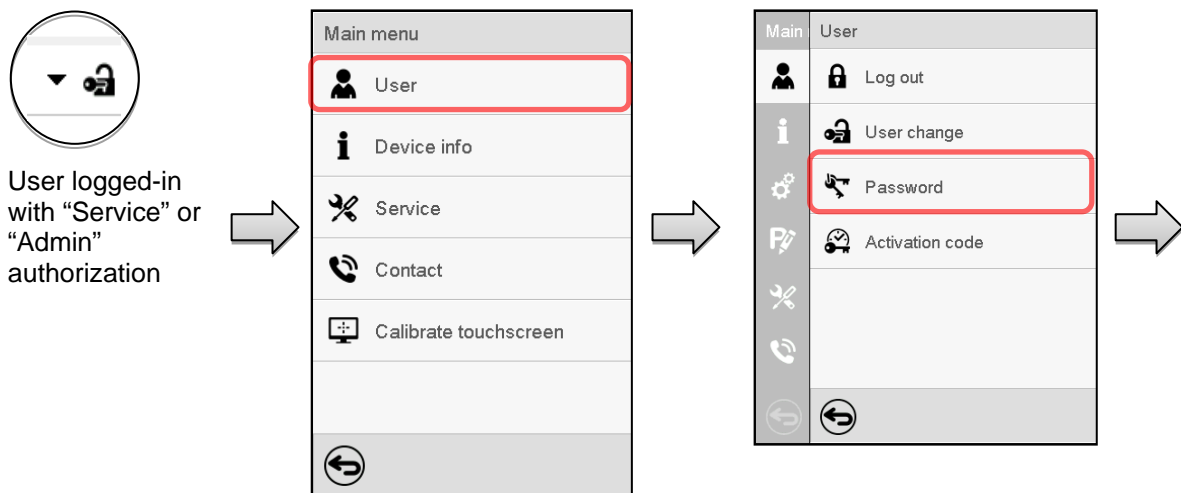 User logged-in
with “Service” or
“Admin”
authorization
Main menu
User
Device info
Service
Contact
Calibrate touchscreen
Main
User
Log out
User change
Password
Activation code